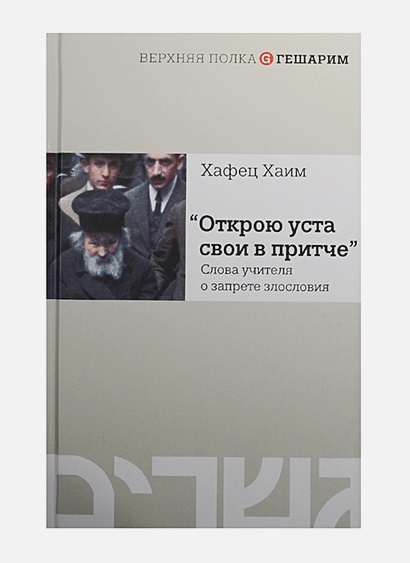 ВЕРХНЯЯ ПОЛКА G ГЕШАРИМ
Хафец Хаим
“Открою уста
свои в притче”
Слова учителя
о запрете злословия
גשרים